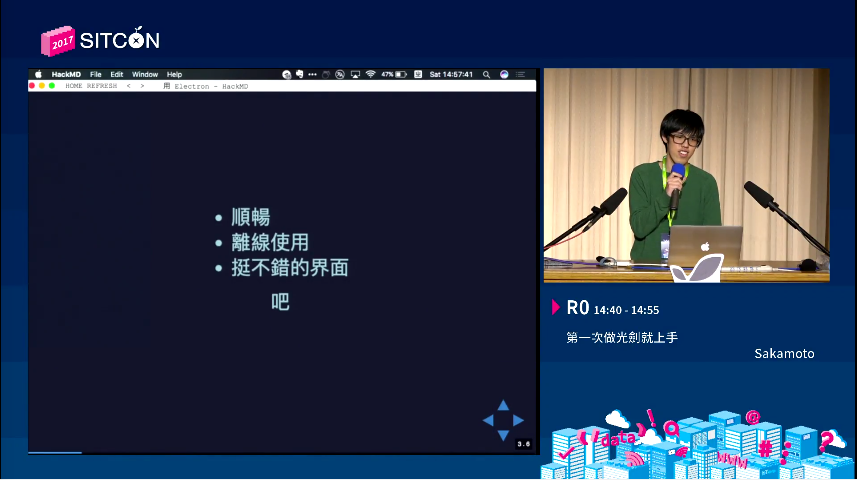 2017 SITCON
HackMD File Edit Window Help 47% Sat 14:57:41
HOME REFRESH < > 用 Electron - HackMD
• 順暢
• 離線使用
• 挺不錯的界面
吧
3.6
R0 14:40 - 14:55
第一次做光劍就上手
Sakamoto
data
@
#
www